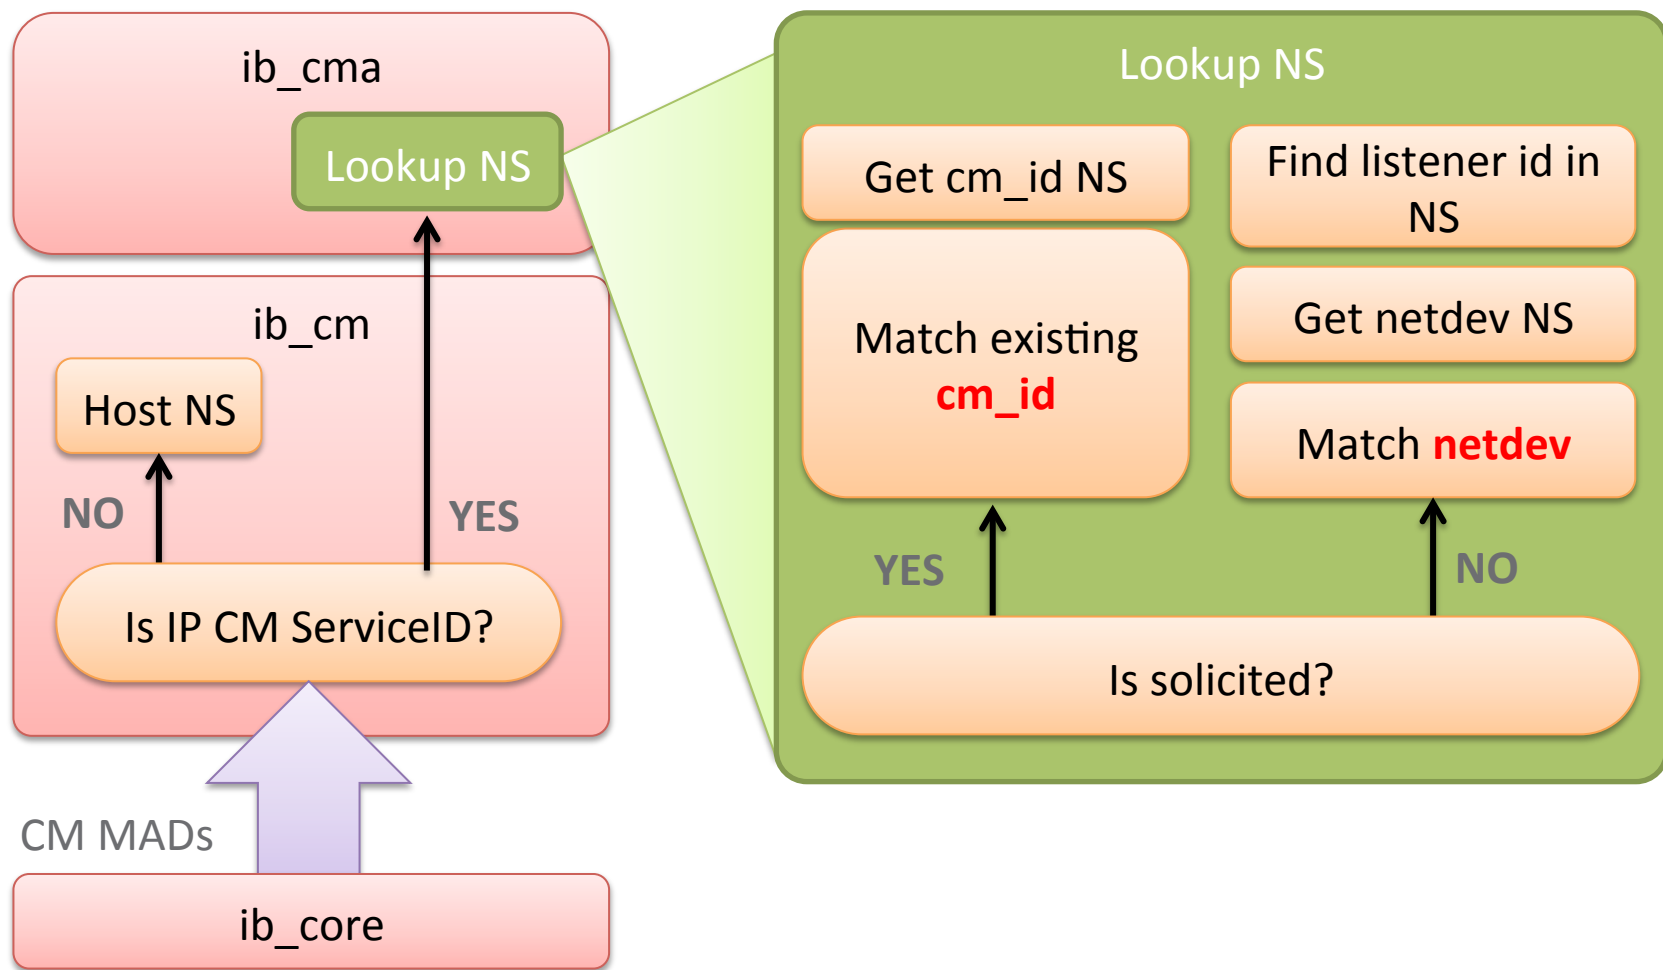 ib_cma
Lookup NS
ib_cm
Host NS
NO
YES
Is IP CM ServiceID?
CM MADs
ib_core
Lookup NS
Get cm_id NS
Match existing
cm_id
YES
Find listener id in
NS
Get netdev NS
Match netdev
NO
Is solicited?